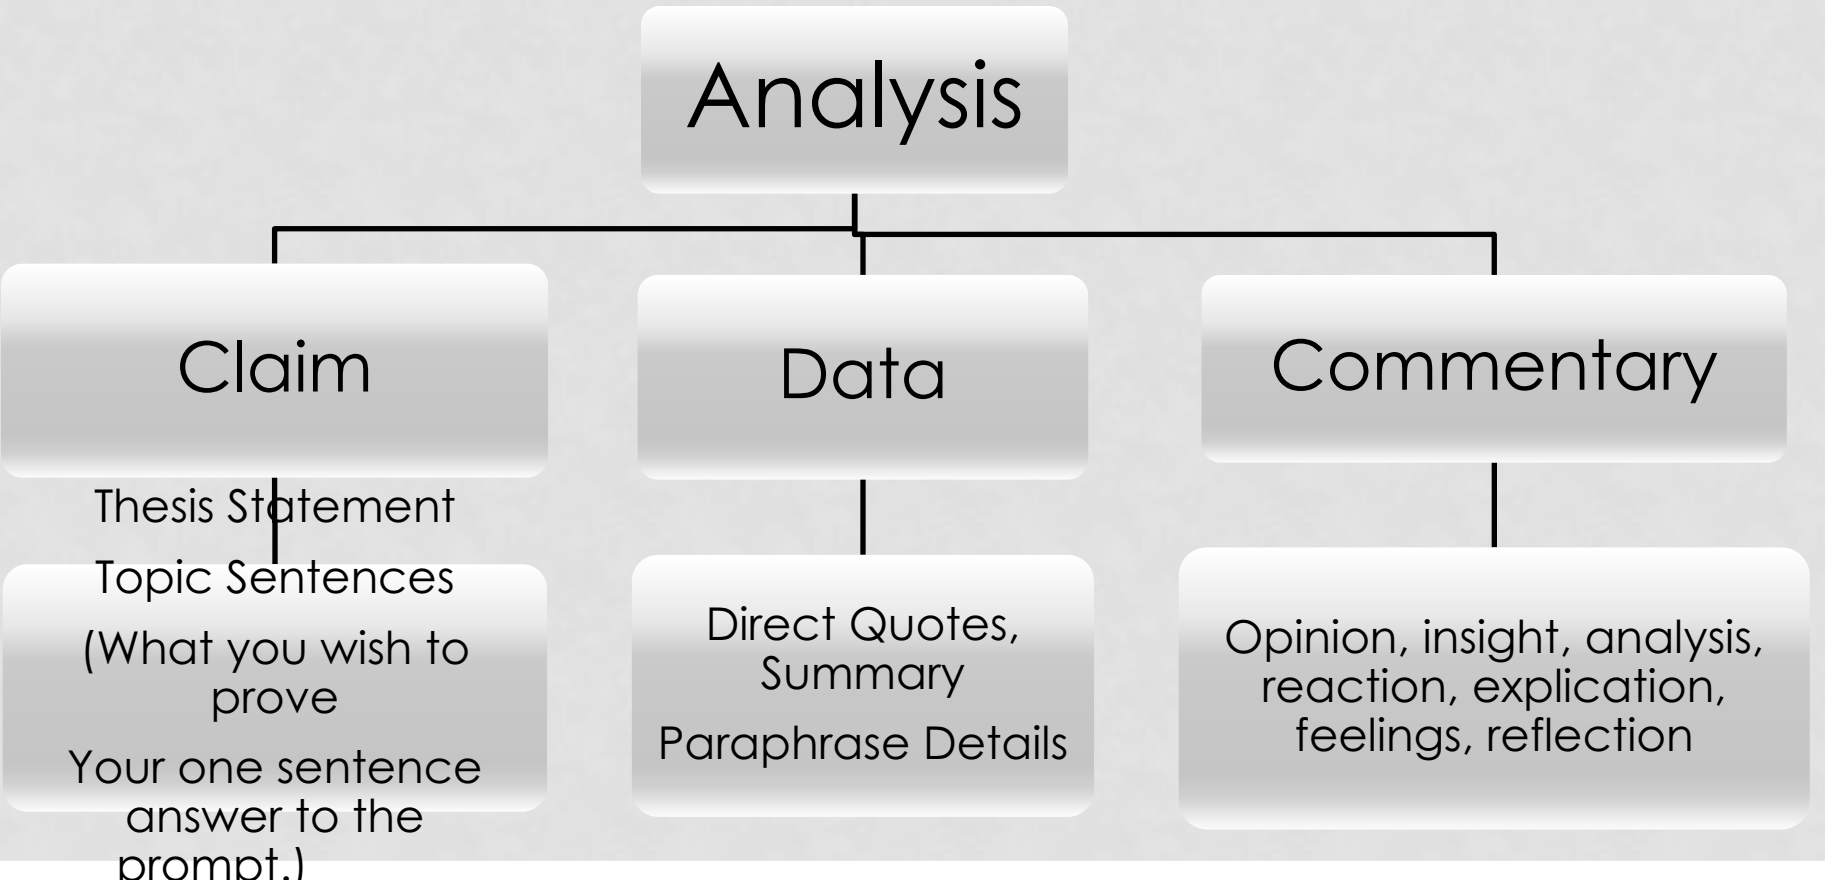 Analysis
Claim
Data
Commentary
Thesis Statement
Topic Sentences
(What you wish to
prove
Your one sentence
answer to the
prompt.)
Direct Quotes,
Summary
Paraphrase Details
Opinion, insight, analysis,
reaction, explication,
feelings, reflection